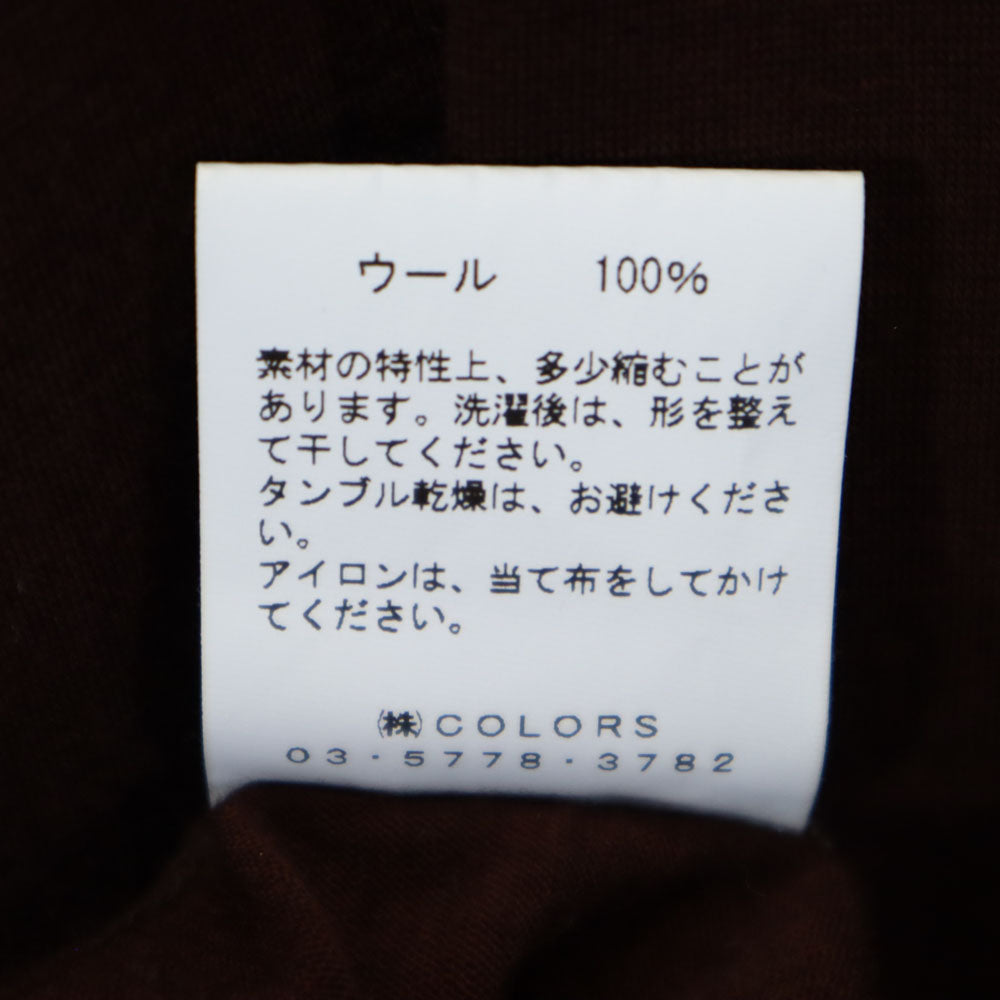 ウール 100%
素材の特性上、多少縮むことが
あります。洗濯後は、形を整え
て干してください。
タンブル乾燥は、お避けくださ
い。
アイロンは、当て布をしてかけ
てください。
㈱COLORS
03-5778-3782